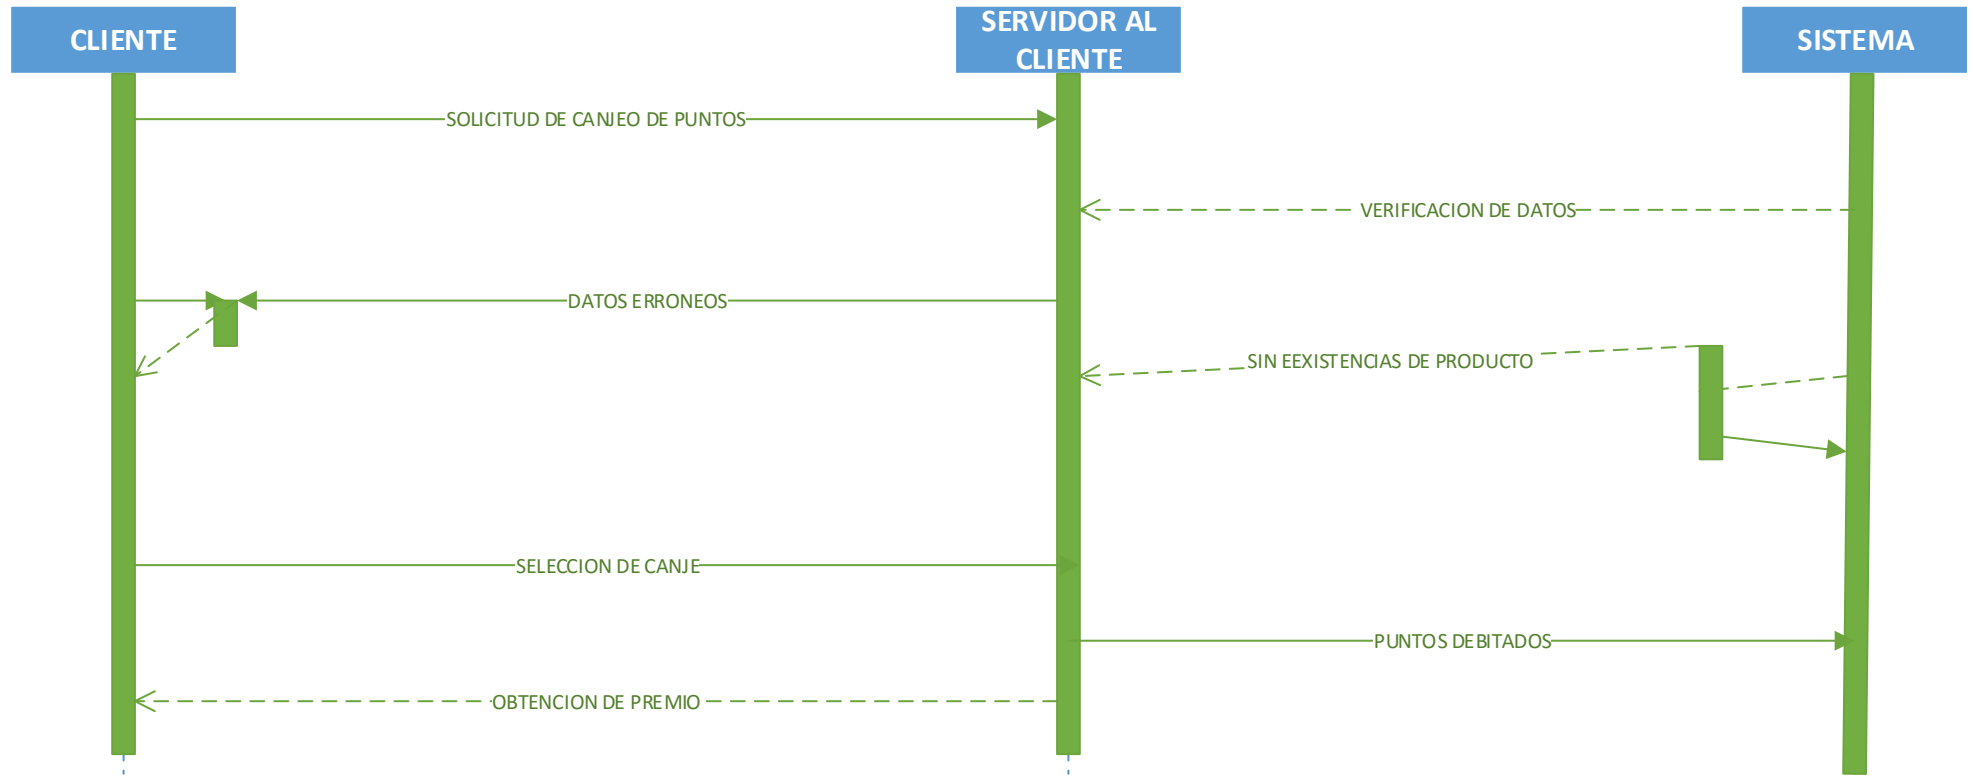 CLIENTE
SERVIDOR AL
CLIENTE
SISTEMA
SOLICITUD DE CANJEO DE PUNTOS
VERIFICACION DE DATOS
DATOS ERRONEOS
SIN EEXISTENCIAS DE PRODUCTO
SELECCION DE CANJE
PUNTOS DEBITADOS
OBTENCION DE PREMIO